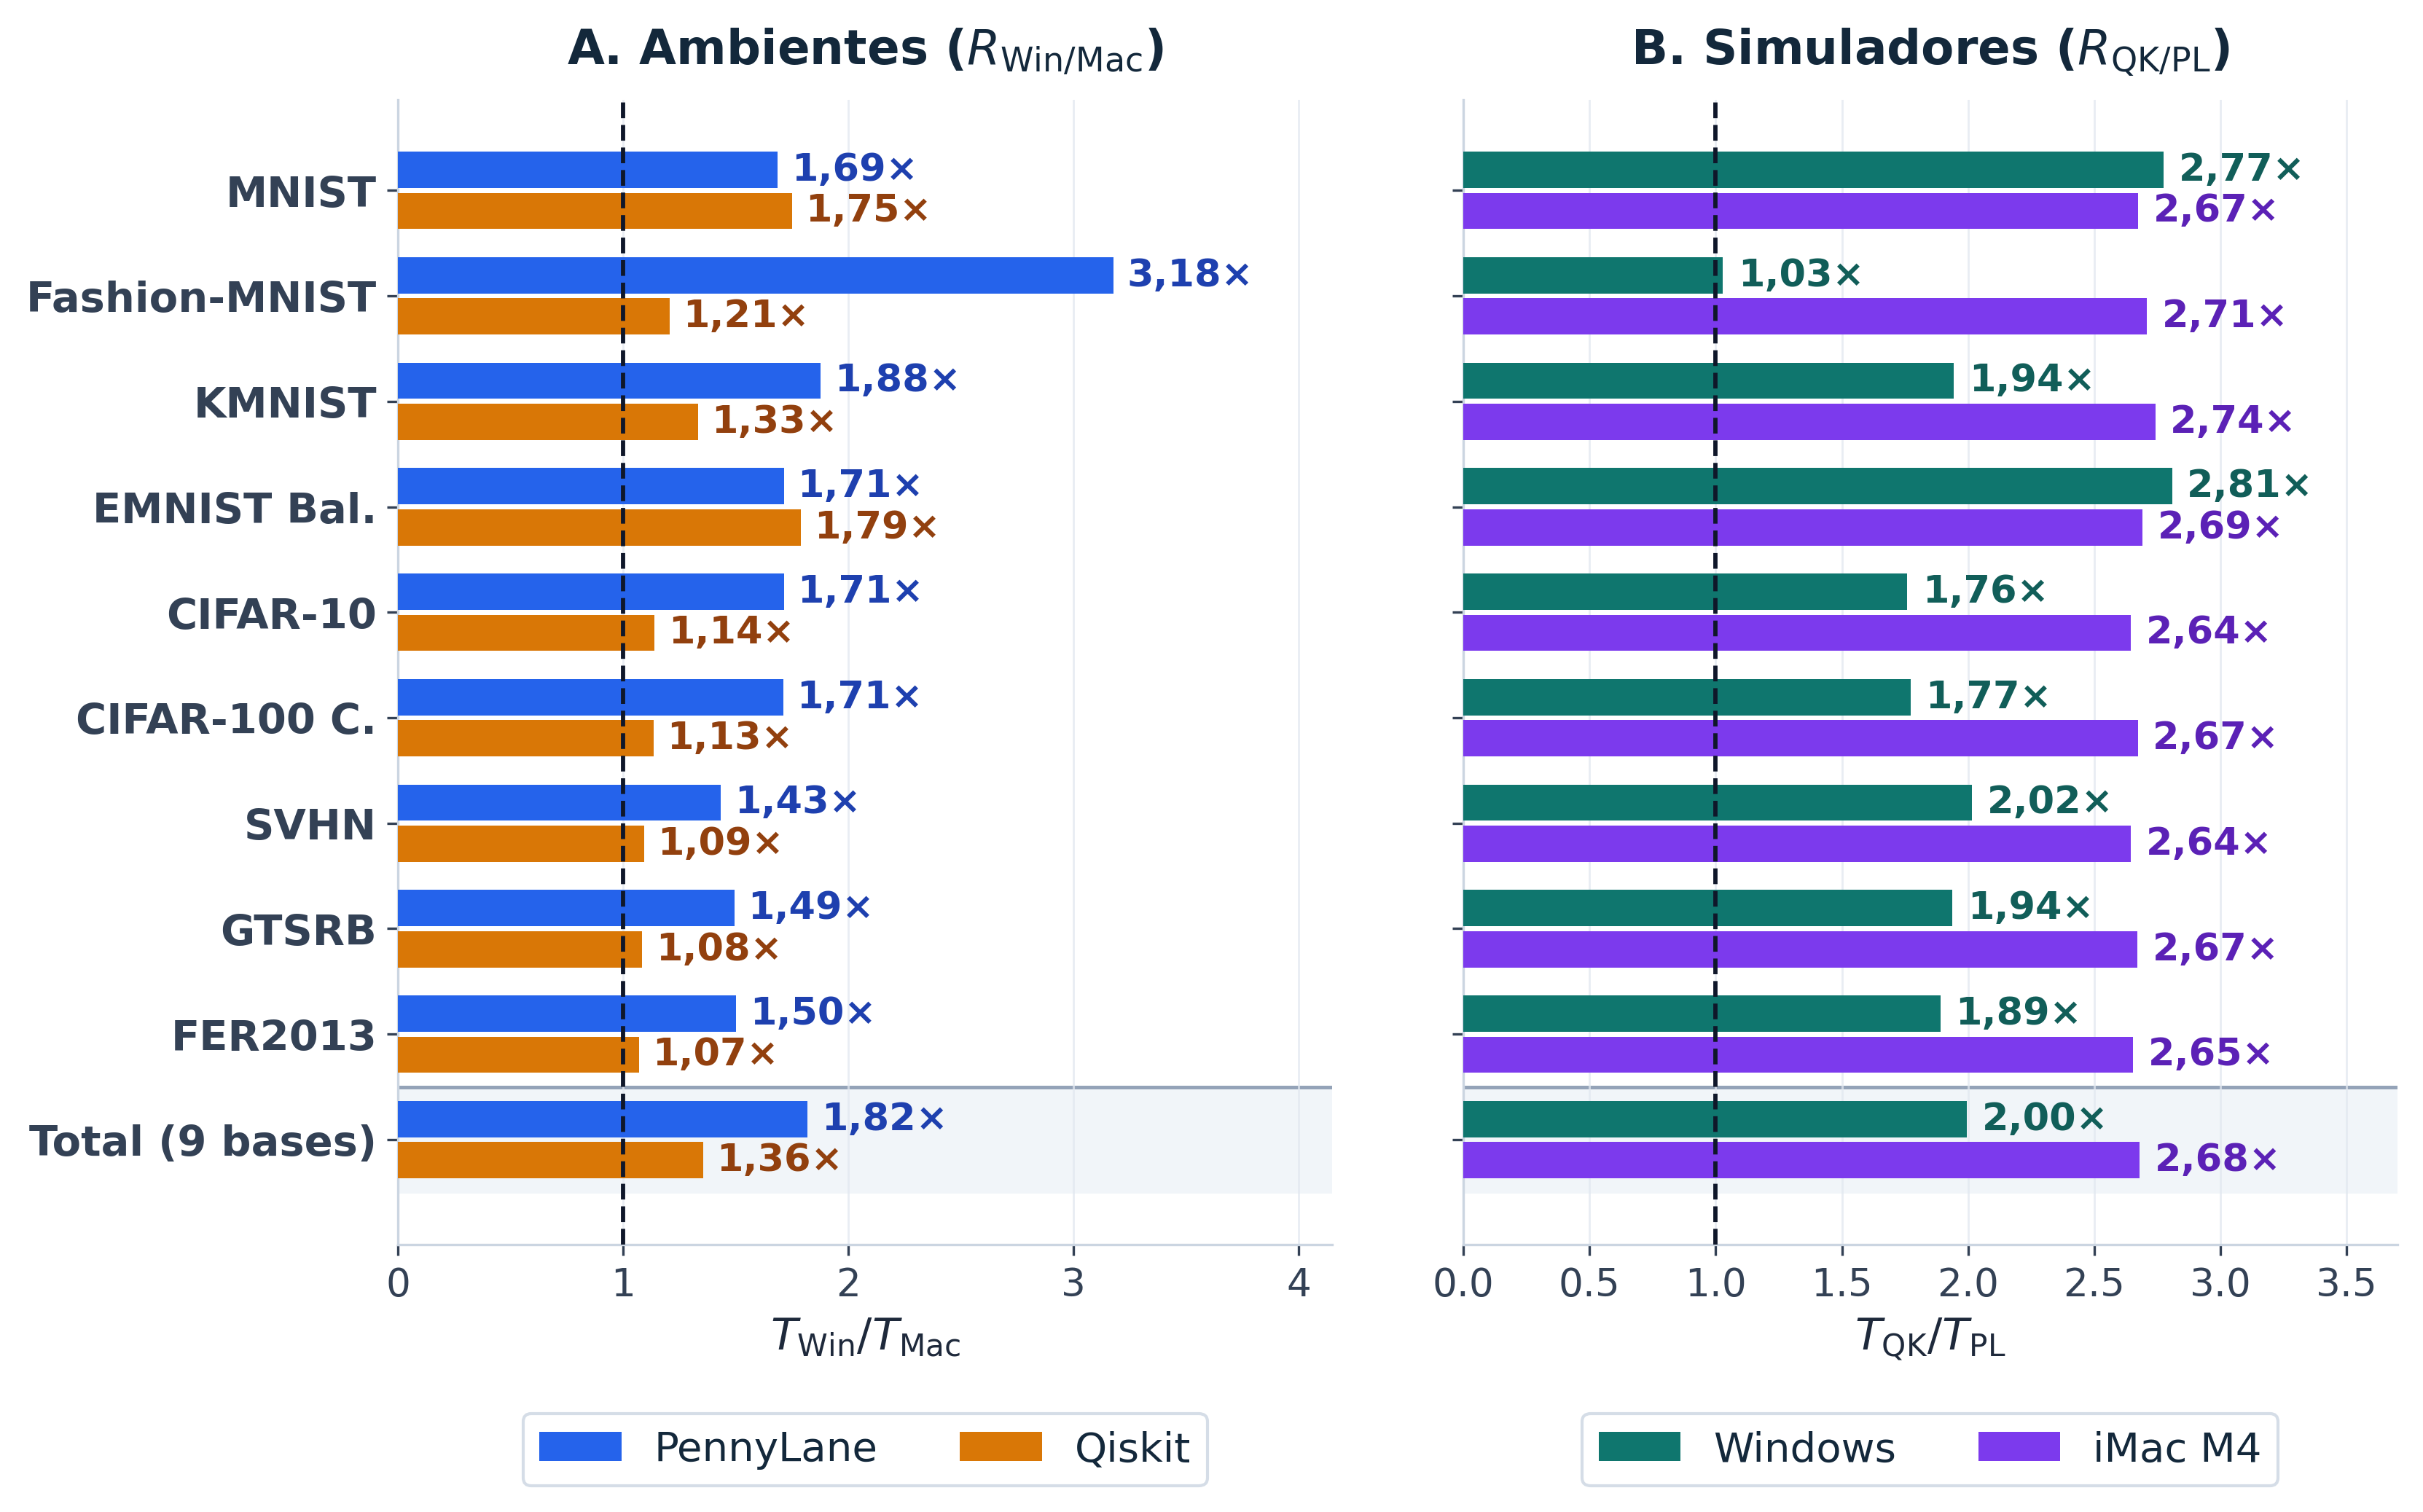 A. Ambientes (R_Win/Mac)
MNIST
Fashion-MNIST
KMNIST
EMNIST Bal.
CIFAR-10
CIFAR-100 C.
SVHN
GTSRB
FER2013
Total (9 bases)
1,69×
1,75×
3,18×
1,21×
1,88×
1,33×
1,71×
1,79×
1,71×
1,14×
1,71×
1,13×
1,43×
1,09×
1,49×
1,08×
1,50×
1,07×
1,82×
1,36×
0 1 2 3 4
T_Win/T_Mac
PennyLane Qiskit
B. Simuladores (R_QK/PL)
2,77×
2,67×
1,03×
2,71×
1,94×
2,74×
2,81×
2,69×
1,76×
2,64×
1,77×
2,67×
2,02×
2,64×
1,94×
2,67×
1,89×
2,65×
2,00×
2,68×
0.0 0.5 1.0 1.5 2.0 2.5 3.0 3.5
T_QK/T_PL
Windows iMac M4